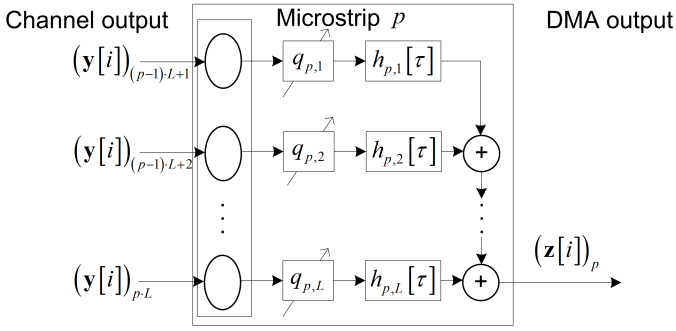 Channel output Microstrip p DMA output
(y[i])_{(p−1)·L+1} q_{p,1} h_{p,1}[τ]
(y[i])_{(p−1)·L+2} q_{p,2} h_{p,2}[τ] +
⋮ ⋮
(z[i])_p
(y[i])_{p·L} q_{p,L} h_{p,L}[τ] +